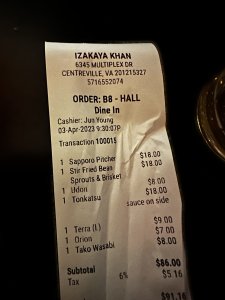 IZAKAYA KHAN
6345 MULTIPLEX DR
CENTREVILLE, VA 201215327
5716552074
ORDER: B8 - HALL
Dine In
Cashier: Jun Young
03-Apr-2023 9:30:07P
Transaction 100015
1 Sapporo Pitcher $18.00
1 Stir Fried Bean $18.00
Sprouts & Brisket
1 Udon $8.00
1 Tonkatsu $18.00
sauce on side
1 Terra (L) $9.00
1 Orion $7.00
1 Tako Wasabi $8.00
Subtotal $86.00
Tax 6% $5.16
$91.16